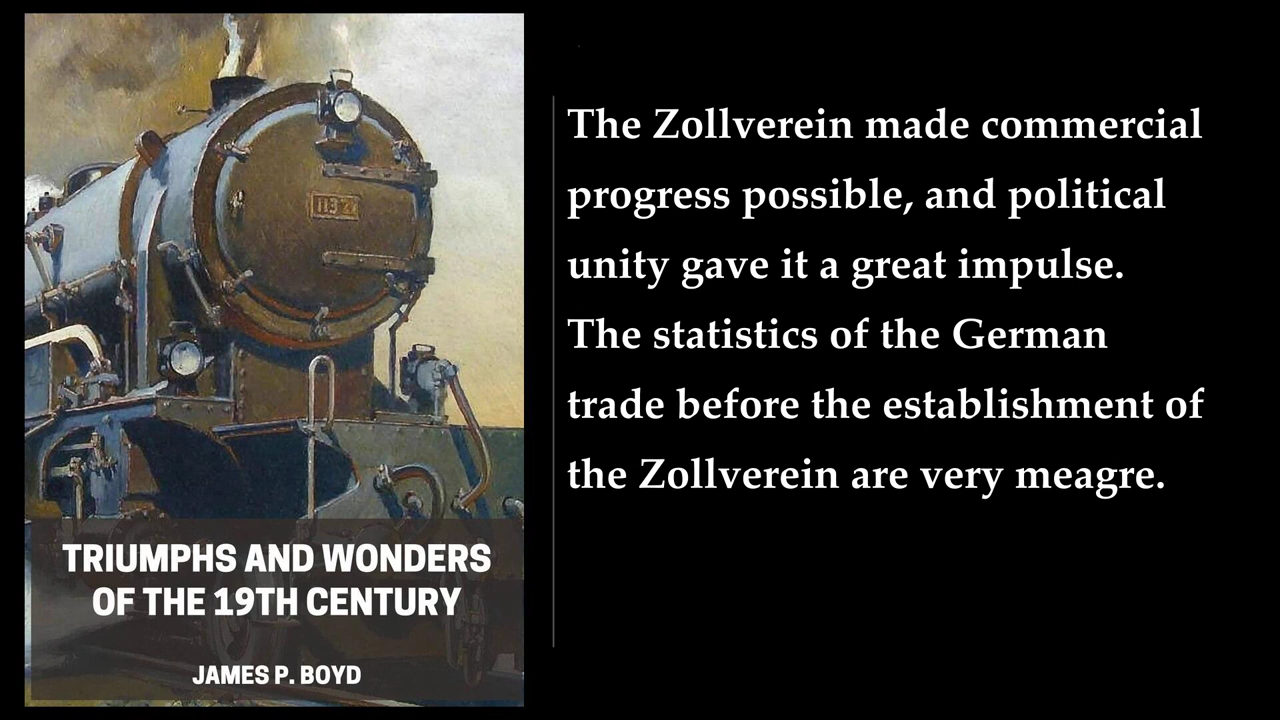 1132
TRIUMPHS AND WONDERS
OF THE 19TH CENTURY
JAMES P. BOYD
The Zollverein made commercial
progress possible, and political
unity gave it a great impulse.
The statistics of the German
trade before the establishment of
the Zollverein are very meagre.